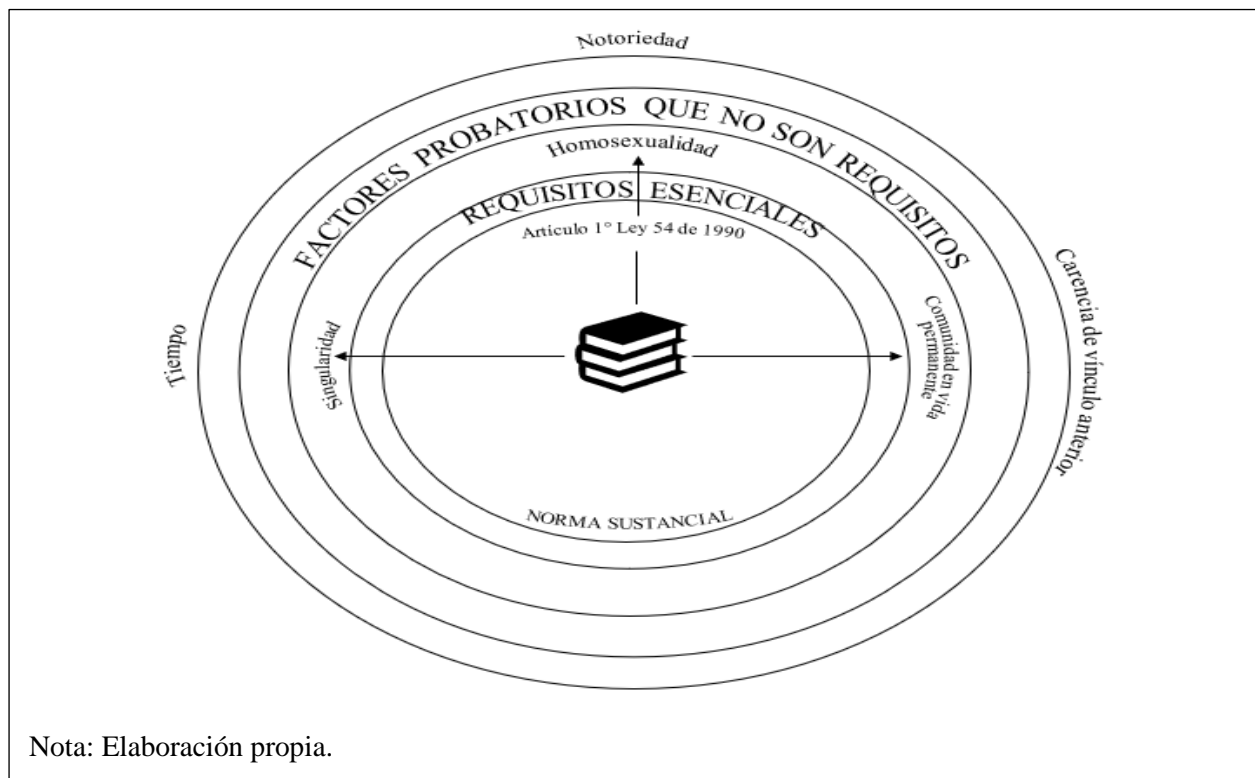 Notoriedad
FACTORES PROBATORIOS QUE NO SON REQUISITOS
Homosexualidad
REQUISITOS ESENCIALES
Artículo 1° Ley 54 de 1990
Tiempo
Singularidad
Comunidad en vida
permanente
Carencia de vínculo anterior
NORMA SUSTANCIAL
Nota: Elaboración propia.